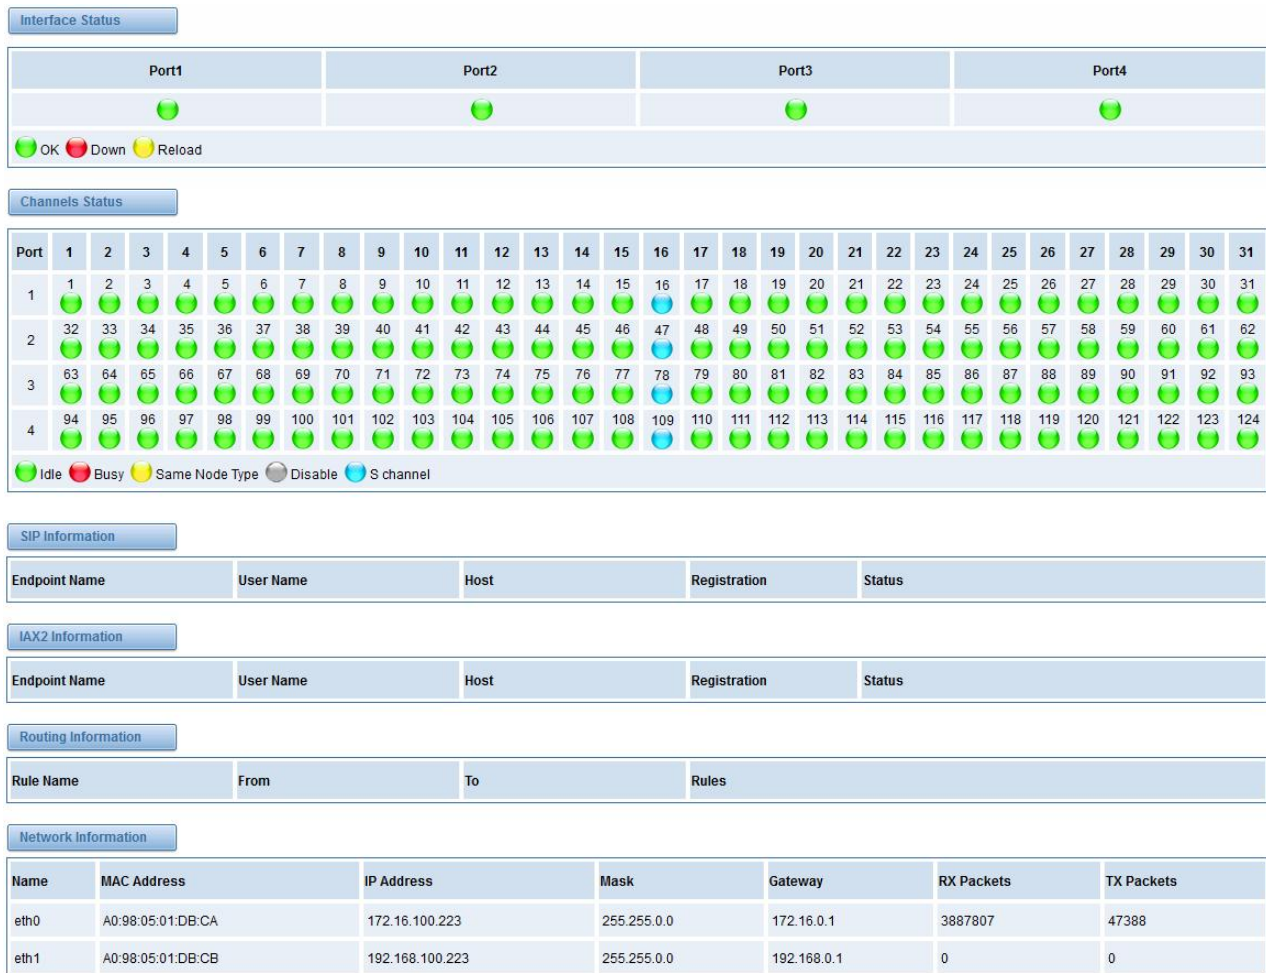 Interface Status
Port1 Port2 Port3 Port4
OK Down Reload
Channels Status
Port 1 2 3 4 5 6 7 8 9 10 11 12 13 14 15 16 17 18 19 20 21 22 23 24 25 26 27 28 29 30 31
1 1 2 3 4 5 6 7 8 9 10 11 12 13 14 15 16 17 18 19 20 21 22 23 24 25 26 27 28 29 30 31
2 32 33 34 35 36 37 38 39 40 41 42 43 44 45 46 47 48 49 50 51 52 53 54 55 56 57 58 59 60 61 62
3 63 64 65 66 67 68 69 70 71 72 73 74 75 76 77 78 79 80 81 82 83 84 85 86 87 88 89 90 91 92 93
4 94 95 96 97 98 99 100 101 102 103 104 105 106 107 108 109 110 111 112 113 114 115 116 117 118 119 120 121 122 123 124
Idle Busy Same Node Type Disable S channel
SIP Information
Endpoint Name User Name Host Registration Status
IAX2 Information
Endpoint Name User Name Host Registration Status
Routing Information
Rule Name From To Rules
Network Information
Name MAC Address IP Address Mask Gateway RX Packets TX Packets
eth0 A0:98:05:01:DB:CA 172.16.100.223 255.255.0.0 172.16.0.1 3887807 47388
eth1 A0:98:05:01:DB:CB 192.168.100.223 255.255.0.0 192.168.0.1 0 0